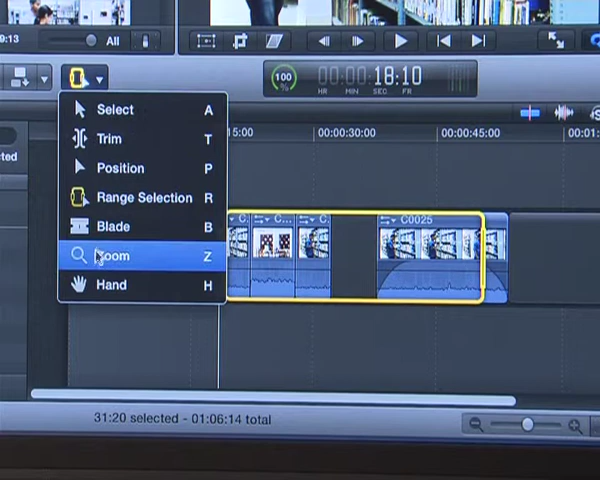 9:13
All
100
%
00:00:18:10
HR MIN SEC FR
Select A
Trim T
Position P
Range Selection R
Blade B
Zoom Z
Hand H
ted
15:00
00:00:30:00
00:00:45:00
00:01:
C.
C...
C.
C0025
31:20 selected - 01:06:14 total